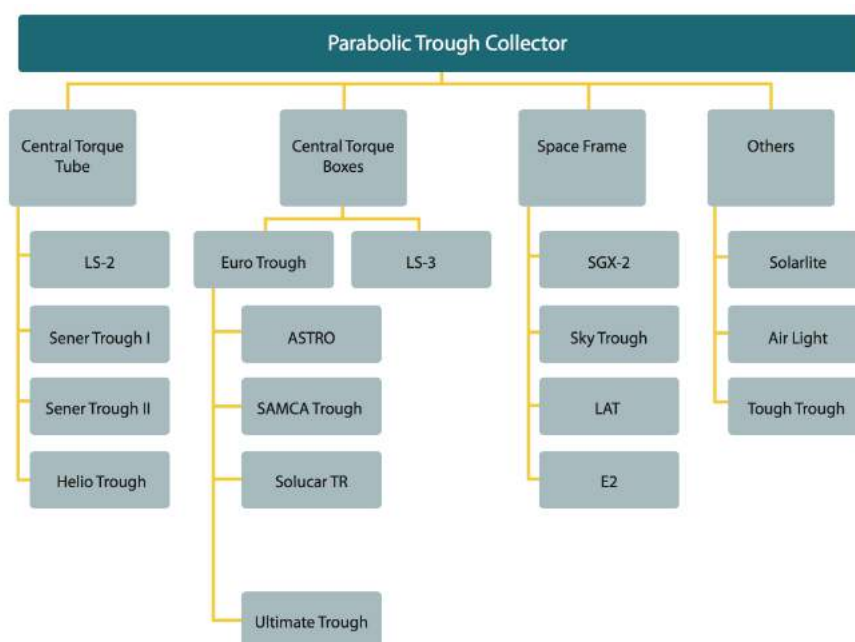 Parabolic Trough Collector
Central Torque
Tube
Central Torque
Boxes
Space Frame
Others
LS-2
Euro Trough
LS-3
SGX-2
Solarlite
Sener Trough I
ASTRO
Sky Trough
Air Light
Sener Trough II
SAMCA Trough
LAT
Tough Trough
Helio Trough
Solucar TR
E2
Ultimate Trough